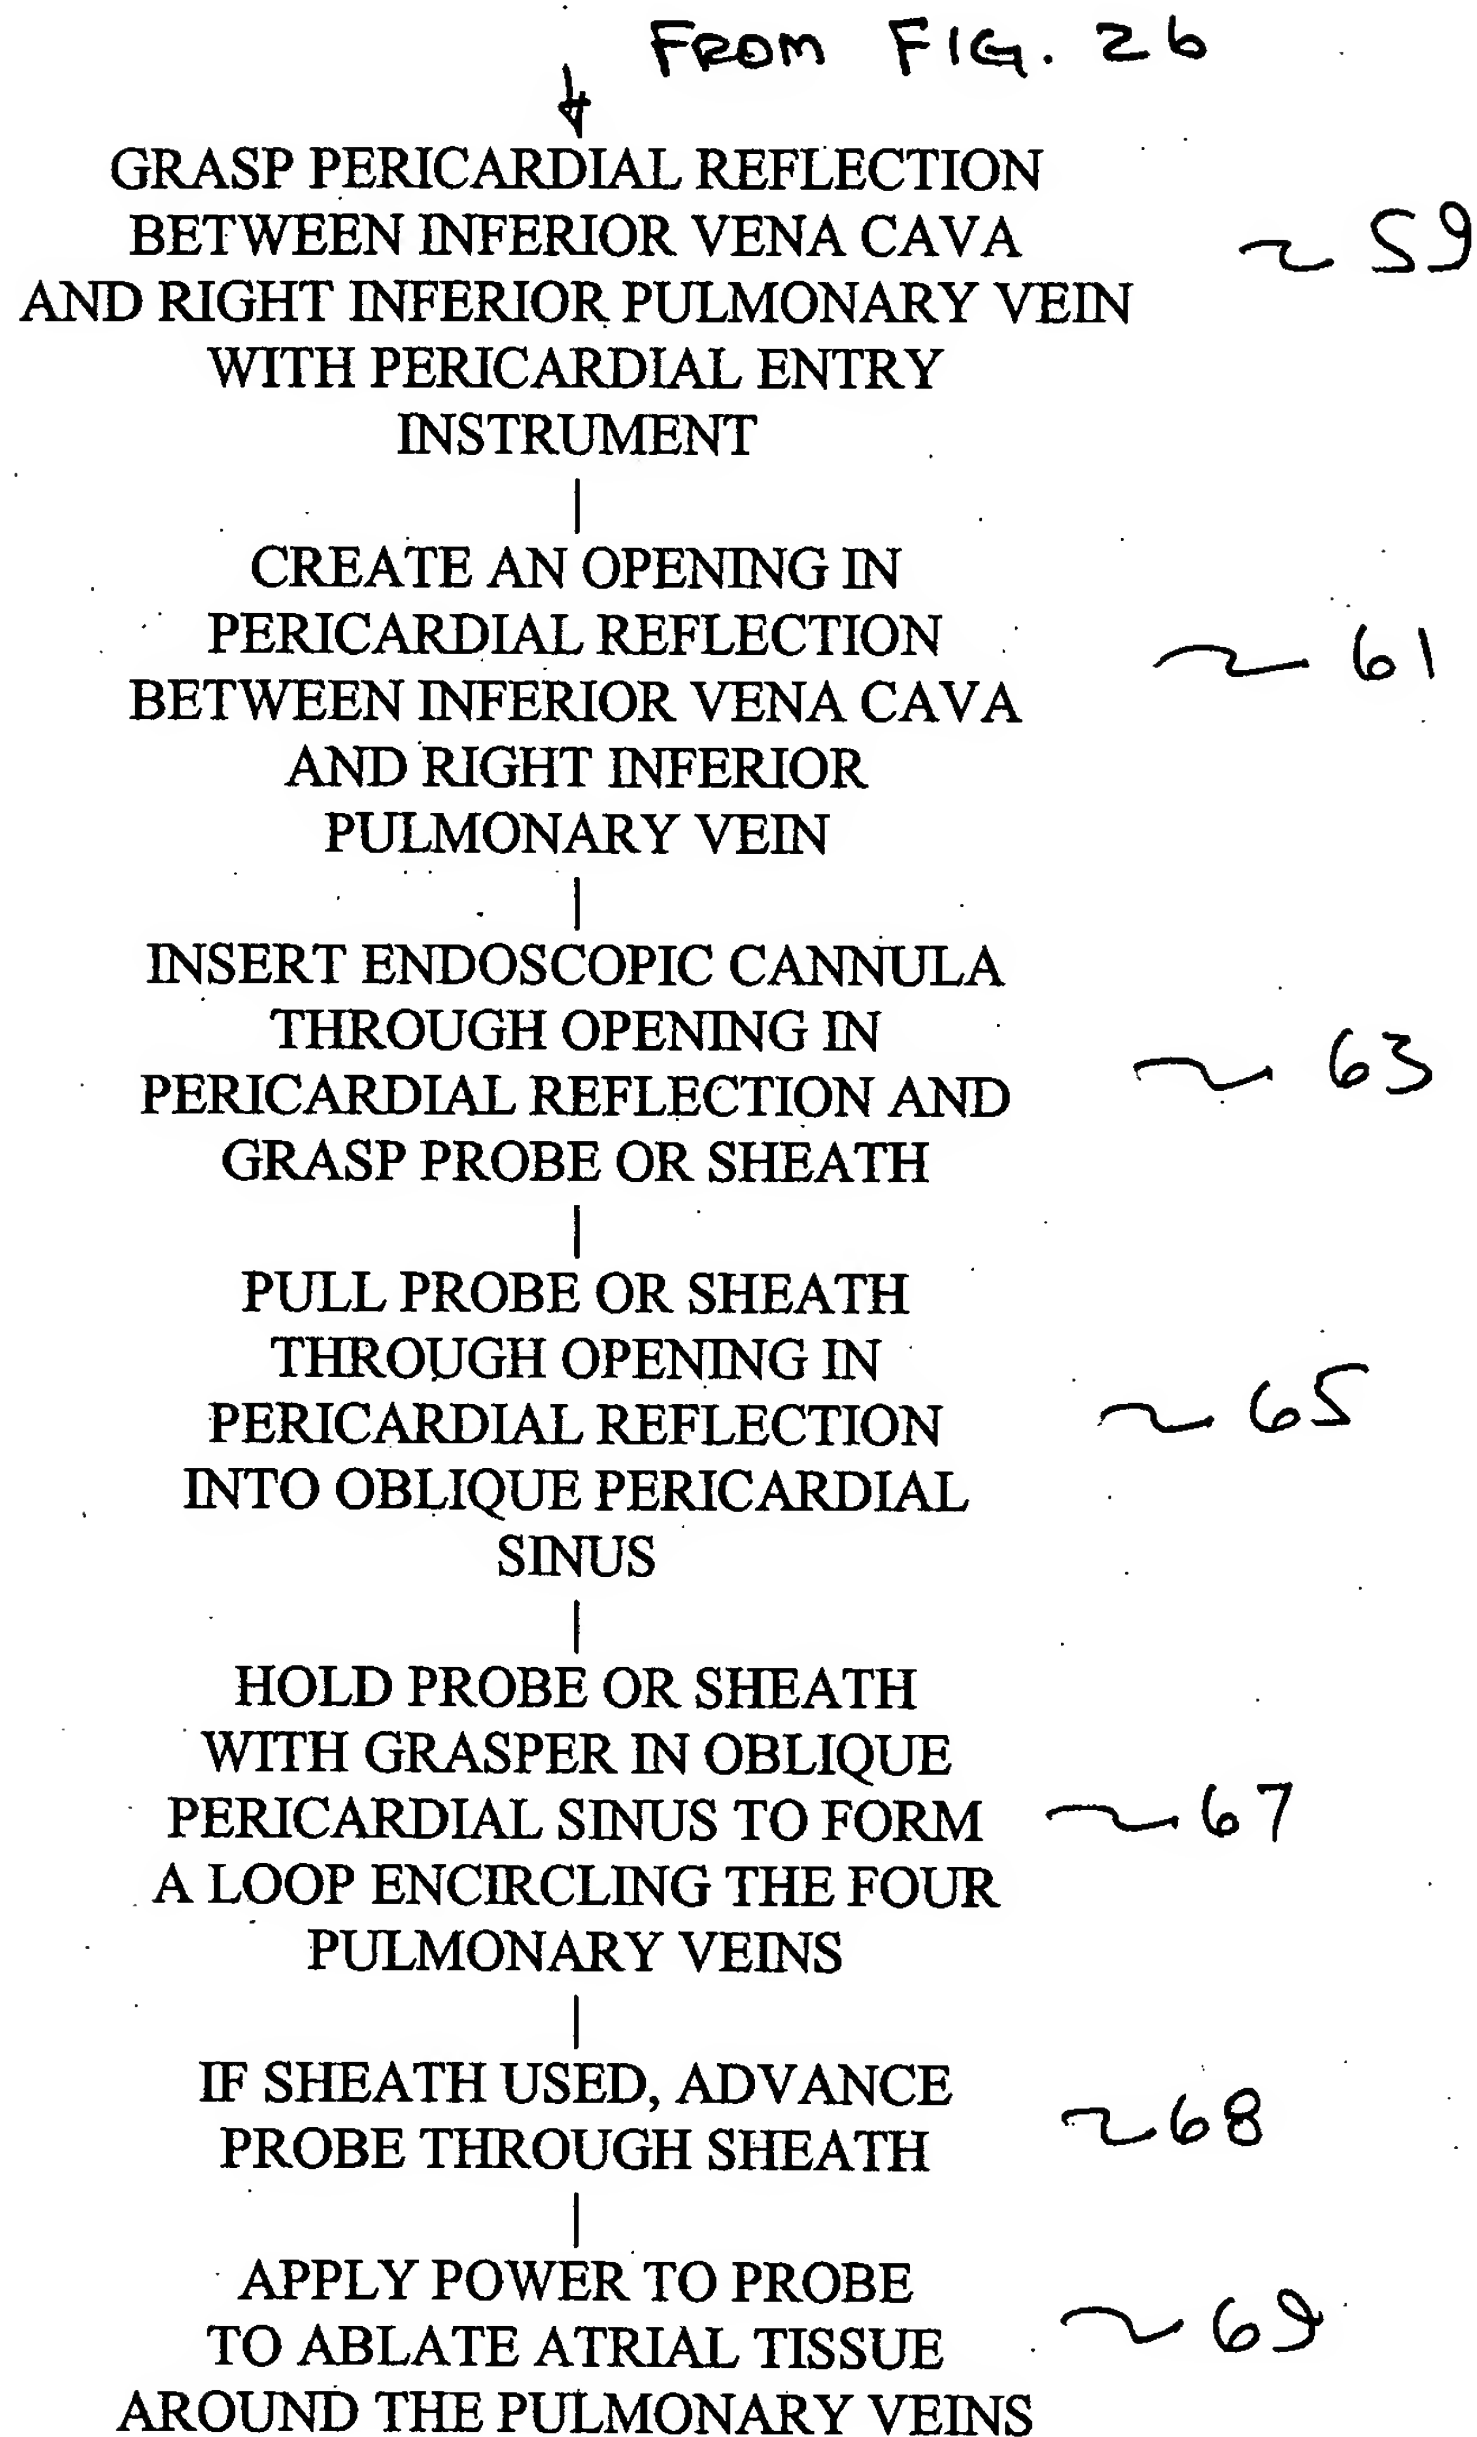 FROM FIG. 2b
GRASP PERICARDIAL REFLECTION
BETWEEN INFERIOR VENA CAVA
~ 59
AND RIGHT INFERIOR PULMONARY VEIN
WITH PERICARDIAL ENTRY
INSTRUMENT
CREATE AN OPENING IN
PERICARDIAL REFLECTION
~ 61
BETWEEN INFERIOR VENA CAVA
AND RIGHT INFERIOR
PULMONARY VEIN
INSERT ENDOSCOPIC CANNULA
THROUGH OPENING IN
~ 63
PERICARDIAL REFLECTION AND
GRASP PROBE OR SHEATH
PULL PROBE OR SHEATH
THROUGH OPENING IN
PERICARDIAL REFLECTION
~ 65
INTO OBLIQUE PERICARDIAL
SINUS
HOLD PROBE OR SHEATH
WITH GRASPER IN OBLIQUE
PERICARDIAL SINUS TO FORM
~ 67
A LOOP ENCIRCLING THE FOUR
PULMONARY VEINS
IF SHEATH USED, ADVANCE
~ 68
PROBE THROUGH SHEATH
APPLY POWER TO PROBE
~ 69
TO ABLATE ATRIAL TISSUE
AROUND THE PULMONARY VEINS